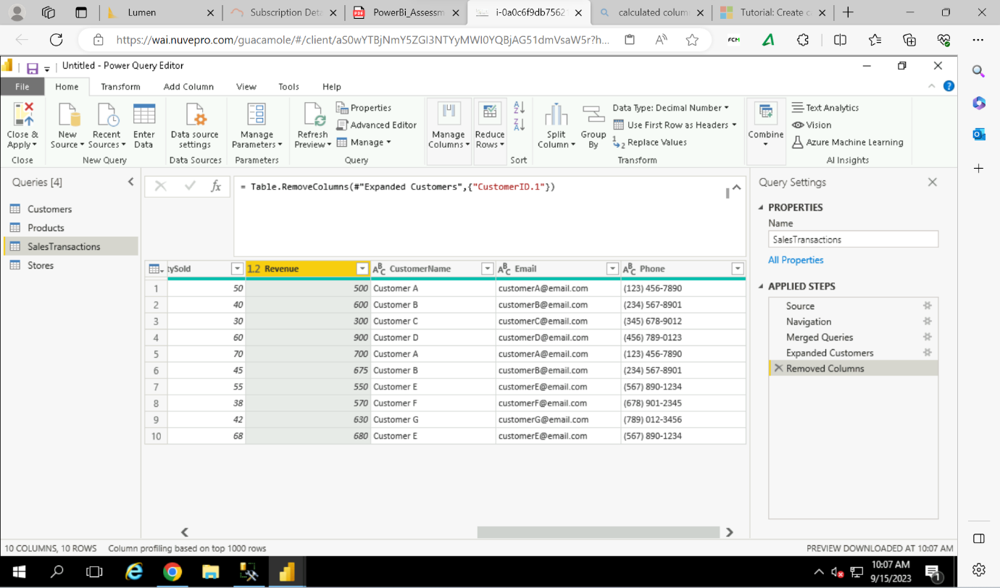 Lumen
Subscription Deta
PowerBi_Assessm
i-0a0c6f9db7562
calculated colum
Tutorial: Create c
https://wai.nuvepro.com/guacamole/#/client/aS0wYTBjNmY5ZGI3NTYyMWI0YQBjAG51dmVsaW5r?h...
FCM
Untitled - Power Query Editor
File Home Transform Add Column View Tools Help
Close & Apply
New Source
Recent Sources
Enter Data
Data source settings
Manage Parameters
Refresh Preview
Properties
Advanced Editor
Manage
Manage Columns
Reduce Rows
Split Column
Group By
Data Type: Decimal Number
Use First Row as Headers
1 2 Replace Values
Combine
Text Analytics
Vision
Azure Machine Learning
Close New Query Data Sources Parameters Query Sort Transform AI Insights
Queries [4]
Customers
Products
SalesTransactions
Stores
fx
= Table.RemoveColumns(#"Expanded Customers",{"CustomerID.1"})
tySold 1.2 Revenue ABC CustomerName ABC Email ABC Phone
1 50 500 Customer A customerA@email.com (123) 456-7890
2 40 600 Customer B customerB@email.com (234) 567-8901
3 30 300 Customer C customerC@email.com (345) 678-9012
4 60 900 Customer D customerD@email.com (456) 789-0123
5 70 700 Customer A customerA@email.com (123) 456-7890
6 45 675 Customer B customerB@email.com (234) 567-8901
7 55 550 Customer E customerE@email.com (567) 890-1234
8 38 570 Customer F customerF@email.com (678) 901-2345
9 42 630 Customer G customerG@email.com (789) 012-3456
10 68 680 Customer E customerE@email.com (567) 890-1234
Query Settings
PROPERTIES
Name
SalesTransactions
All Properties
APPLIED STEPS
Source
Navigation
Merged Queries
Expanded Customers
Removed Columns
10 COLUMNS, 10 ROWS Column profiling based on top 1000 rows
PREVIEW DOWNLOADED AT 10:07 AM
10:07 AM
9/15/2023
1